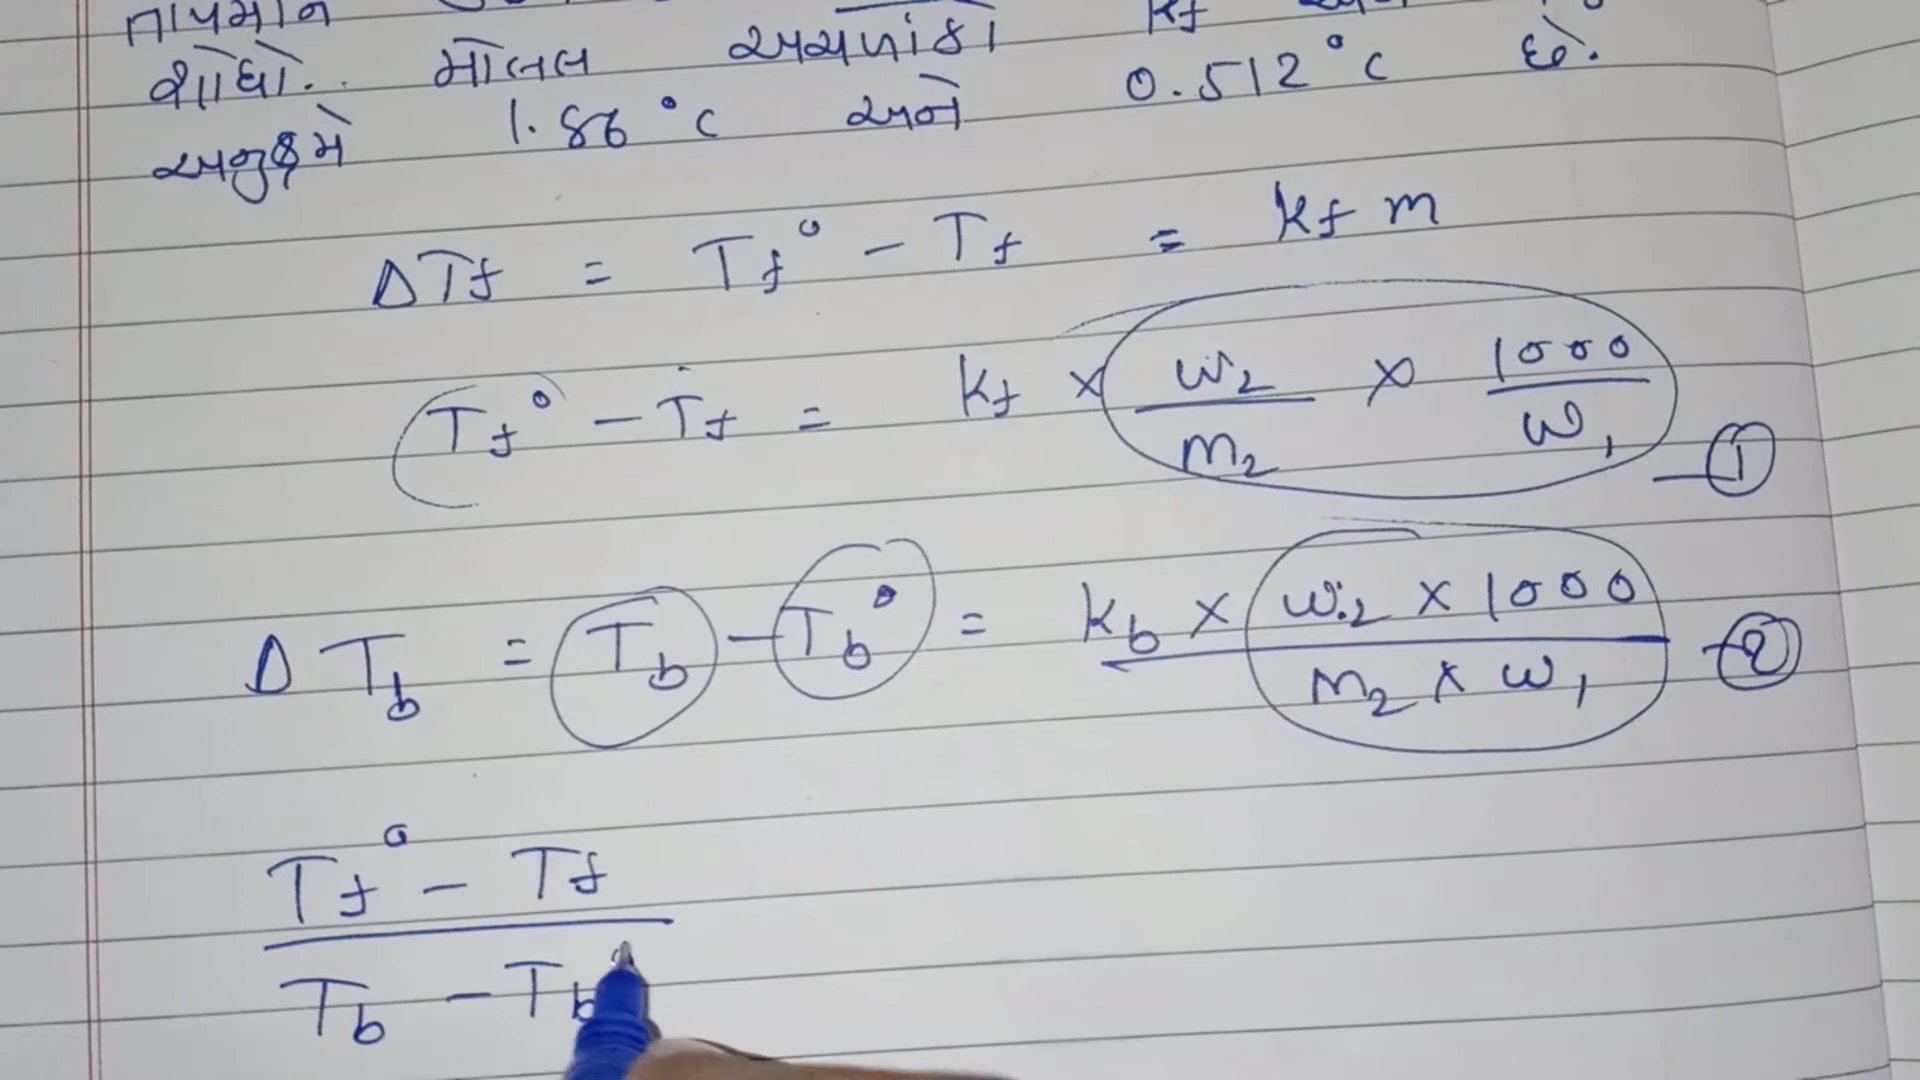 તાપમાન Kf
શોધો. મોલલ અચળાંકો
અનુક્રમે 1.86 °c અને 0.512 °c છે.
ΔTf = Tf° - Tf = Kf m
Tf° - Tf = Kf × w2/m2 × 1000/w1 - ①
ΔTb = Tb - Tb° = Kb × w2 × 1000 / m2 × w1 - ②
Tf° - Tf
Tb - Tb